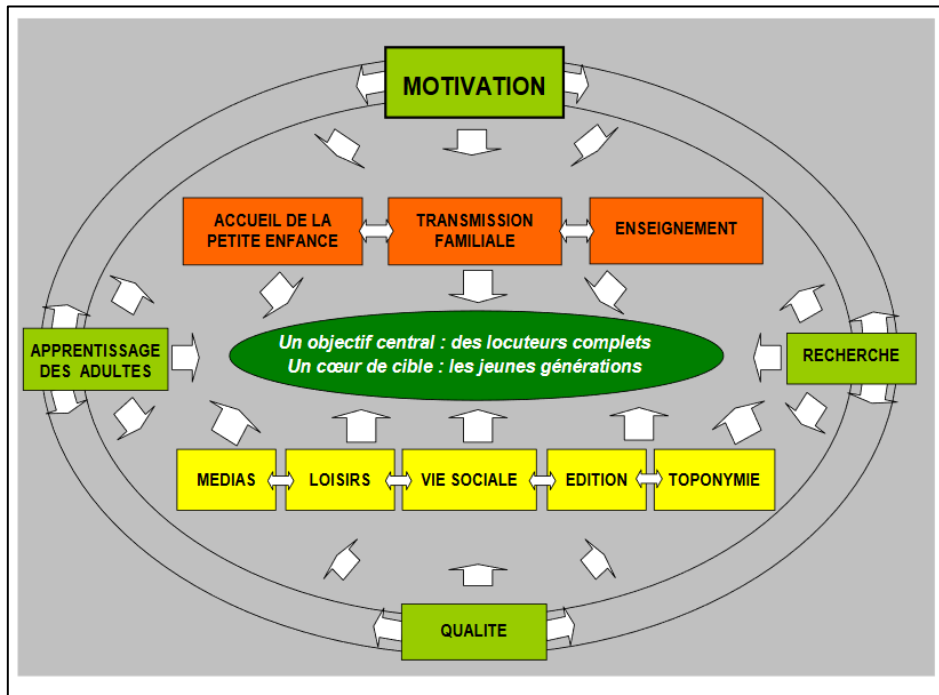 MOTIVATION
ACCUEIL DE LA
PETITE ENFANCE
TRANSMISSION
FAMILIALE
ENSEIGNEMENT
Un objectif central : des locuteurs complets
Un cœur de cible : les jeunes générations
APPRENTISSAGE
DES ADULTES
RECHERCHE
MEDIAS
LOISIRS
VIE SOCIALE
EDITION
TOPONYMIE
QUALITE